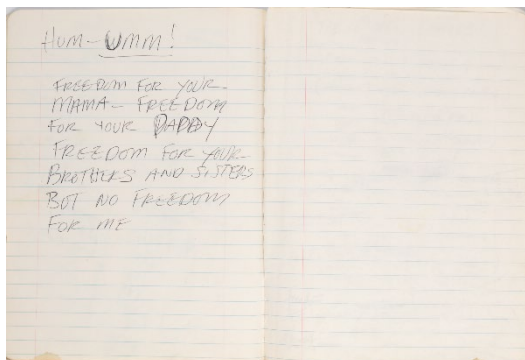 HUM-UMM!
FREEDOM FOR YOUR-
MAMA- FREEDOM
FOR YOUR DADDY
FREEDOM FOR YOUR-
BROTHERS AND SISTERS
BUT NO FREEDOM
FOR ME